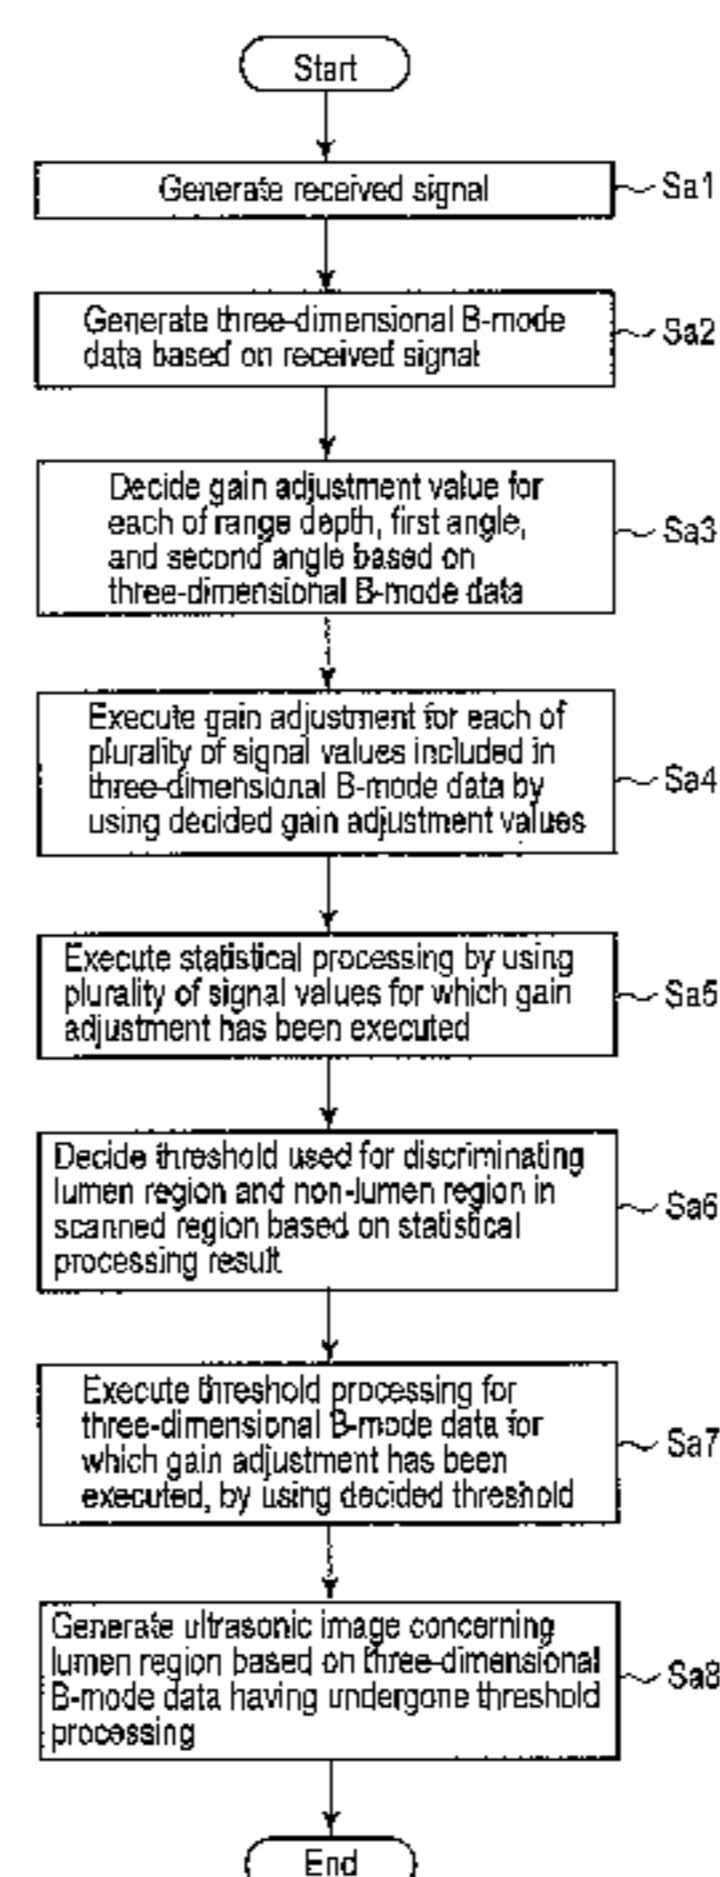 Start
Generate received signal
Sa1
Generate three-dimensional B-mode
data based on received signal
Sa2
Decide gain adjustment value for
each of range depth, first angle,
and second angle based on
three-dimensional B-mode data
Sa3
Execute gain adjustment for each of
plurality of signal values included in
three-dimensional B-mode data by
using decided gain adjustment values
Sa4
Execute statistical processing by using
plurality of signal values for which gain
adjustment has been executed
Sa5
Decide threshold used for discriminating
lumen region and non-lumen region in
scanned region based on statistical
processing result
Sa6
Execute threshold processing for
three-dimensional B-mode data for
which gain adjustment has been
executed, by using decided threshold
Sa7
Generate ultrasonic image concerning
lumen region based on three-dimensional
B-mode data having undergone threshold
processing
Sa8
End